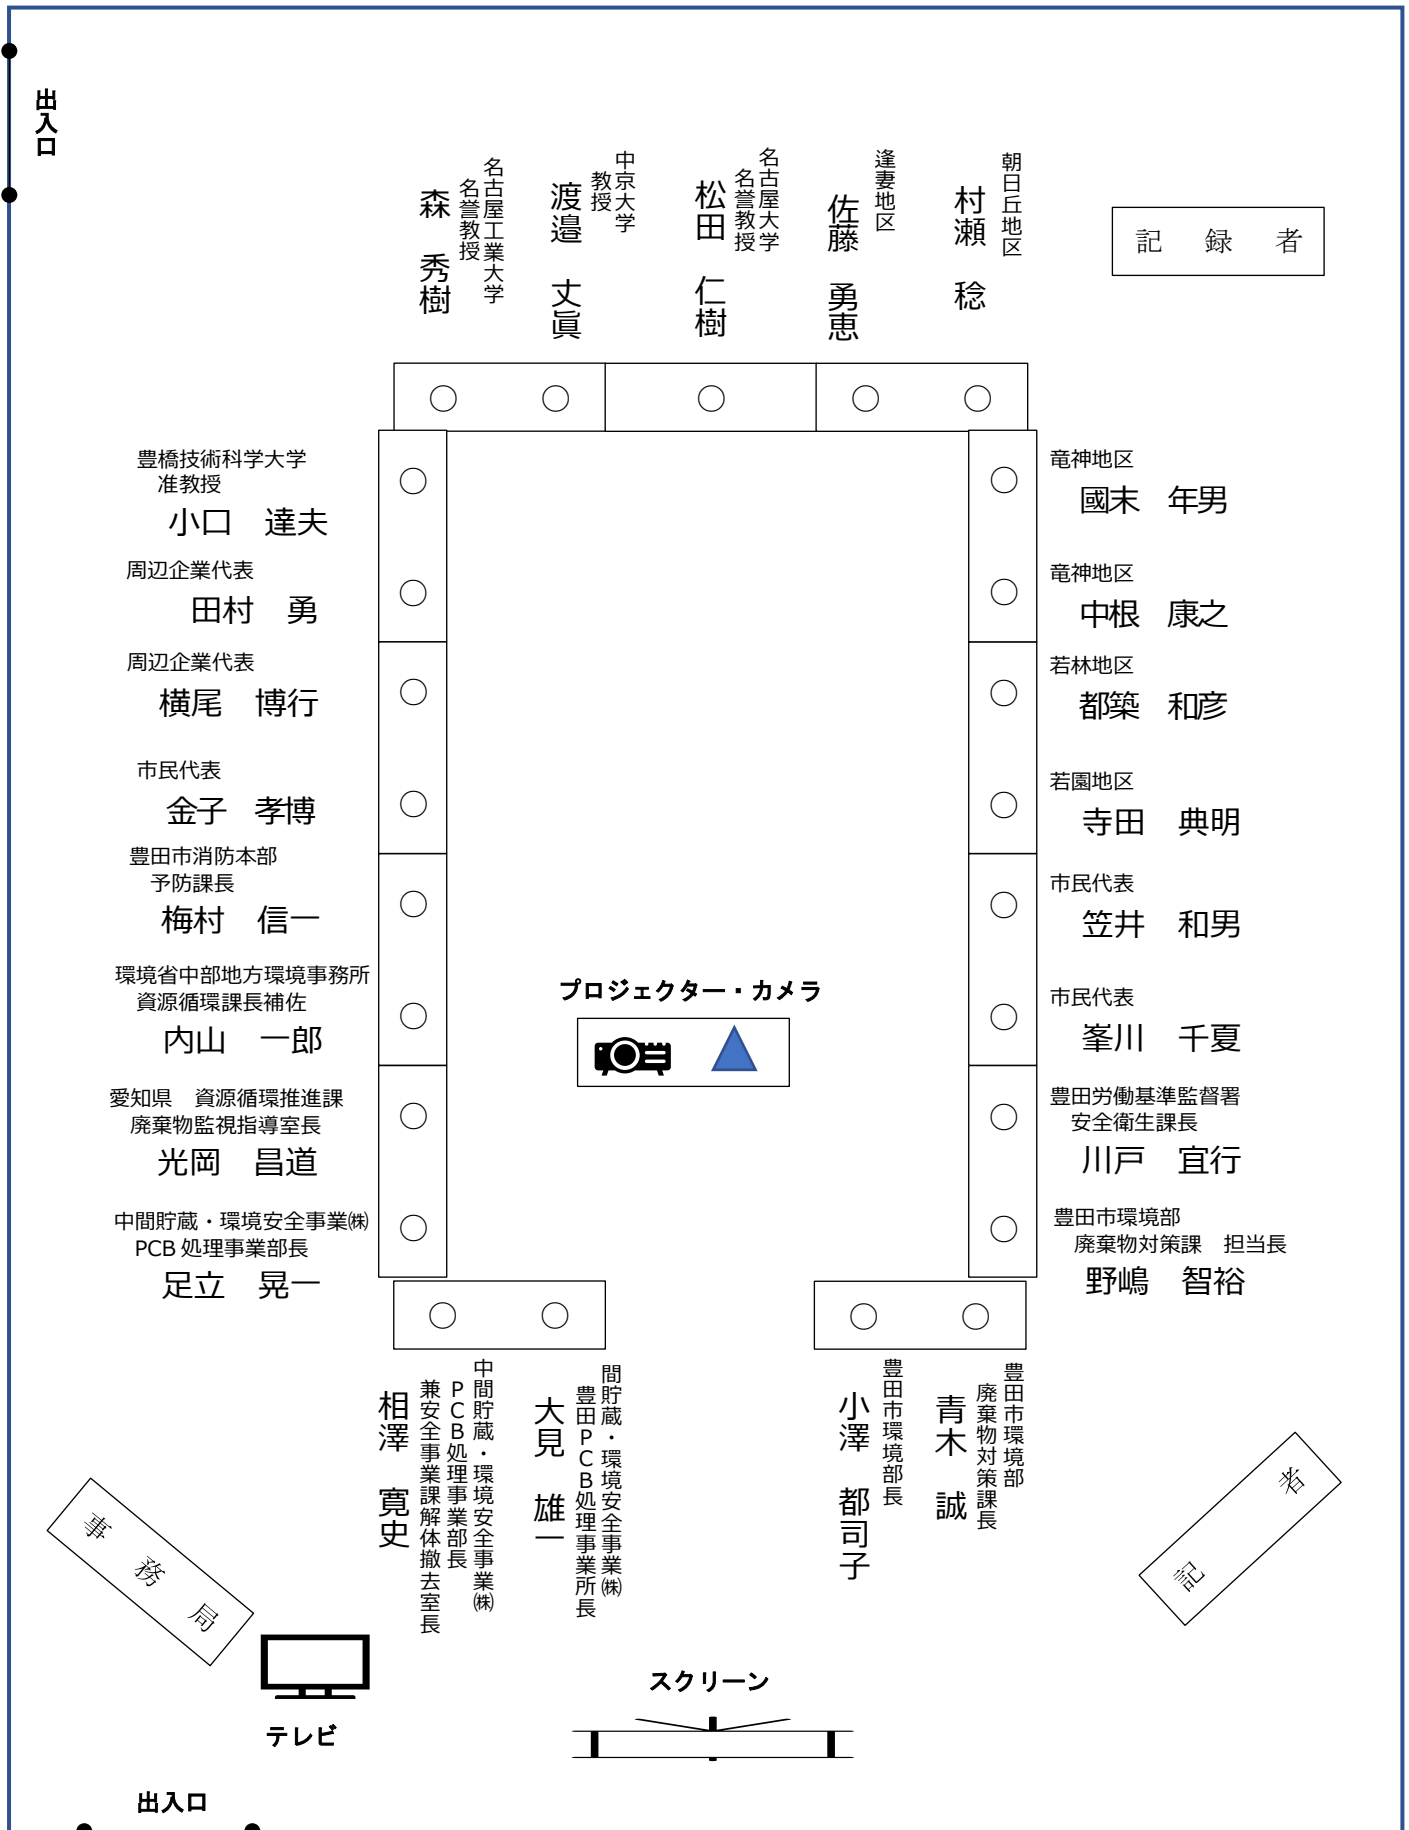 出入口
名古屋工業大学
名誉教授
森　秀樹
中京大学
教授
渡邉　丈眞
名古屋大学
名誉教授
松田　仁樹
逢妻地区
佐藤　勇恵
朝日丘地区
村瀬　稔
記　録　者
豊橋技術科学大学
准教授
小口　達夫
周辺企業代表
田村　勇
周辺企業代表
横尾　博行
市民代表
金子　孝博
豊田市消防本部
予防課長
梅村　信一
環境省中部地方環境事務所
資源循環課長補佐
内山　一郎
愛知県　資源循環推進課
廃棄物監視指導室長
光岡　昌道
中間貯蔵・環境安全事業㈱
PCB 処理事業部長
足立　晃一
プロジェクター・カメラ
竜神地区
國末　年男
竜神地区
中根　康之
若林地区
都築　和彦
若園地区
寺田　典明
市民代表
笠井　和男
市民代表
峯川　千夏
豊田労働基準監督署
安全衛生課長
川戸　宜行
豊田市環境部
廃棄物対策課　担当長
野嶋　智裕
中間貯蔵・環境安全事業㈱
ＰＣＢ処理事業部長
兼安全事業課解体撤去室長
相澤　寛史
間貯蔵・環境安全事業㈱
豊田ＰＣＢ処理事業所長
大見　雄一
豊田市環境部長
小澤　都司子
豊田市環境部
廃棄物対策課長
青木　誠
事　務　局
記　者
テレビ
スクリーン
出入口